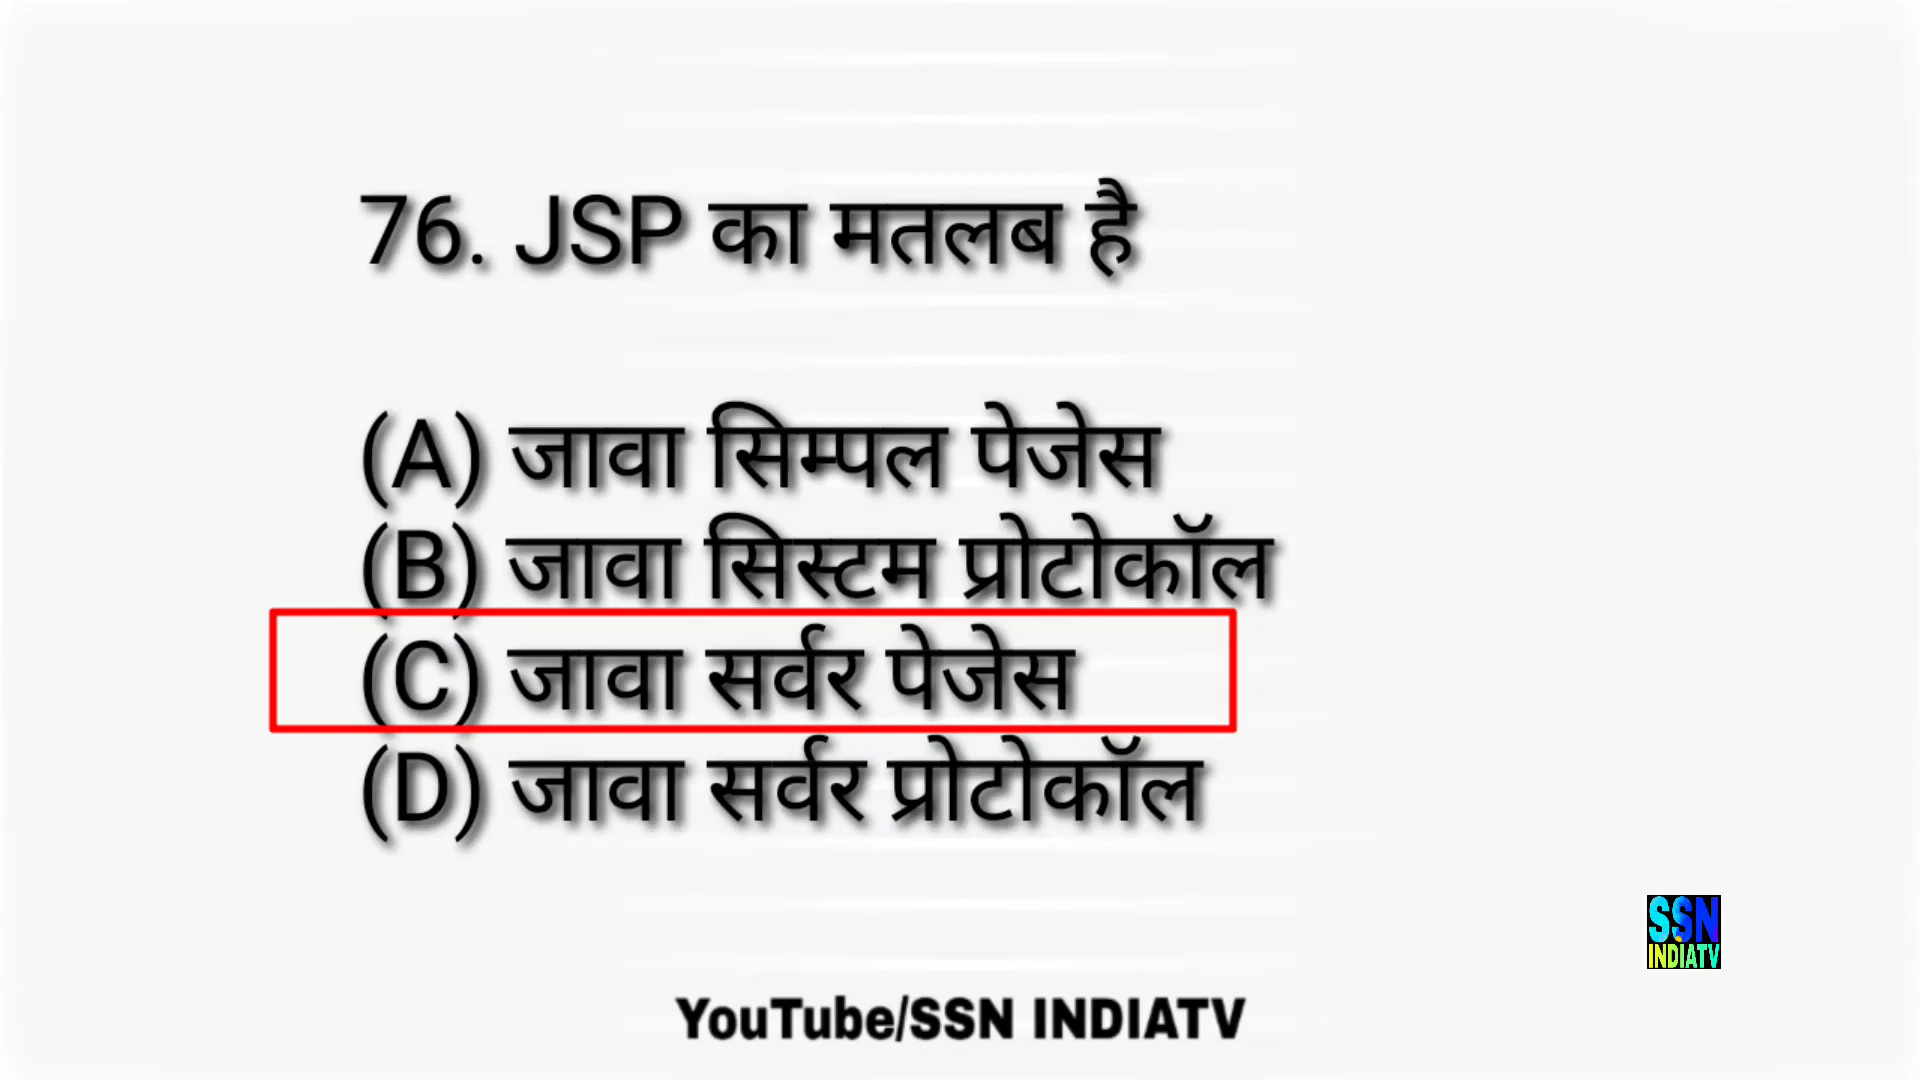 76. JSP का मतलब है
(A) जावा सिम्पल पेजेस
(B) जावा सिस्टम प्रोटोकॉल
(C) जावा सर्वर पेजेस
(D) जावा सर्वर प्रोटोकॉल
SSN
INDIATV
YouTube/SSN INDIATV